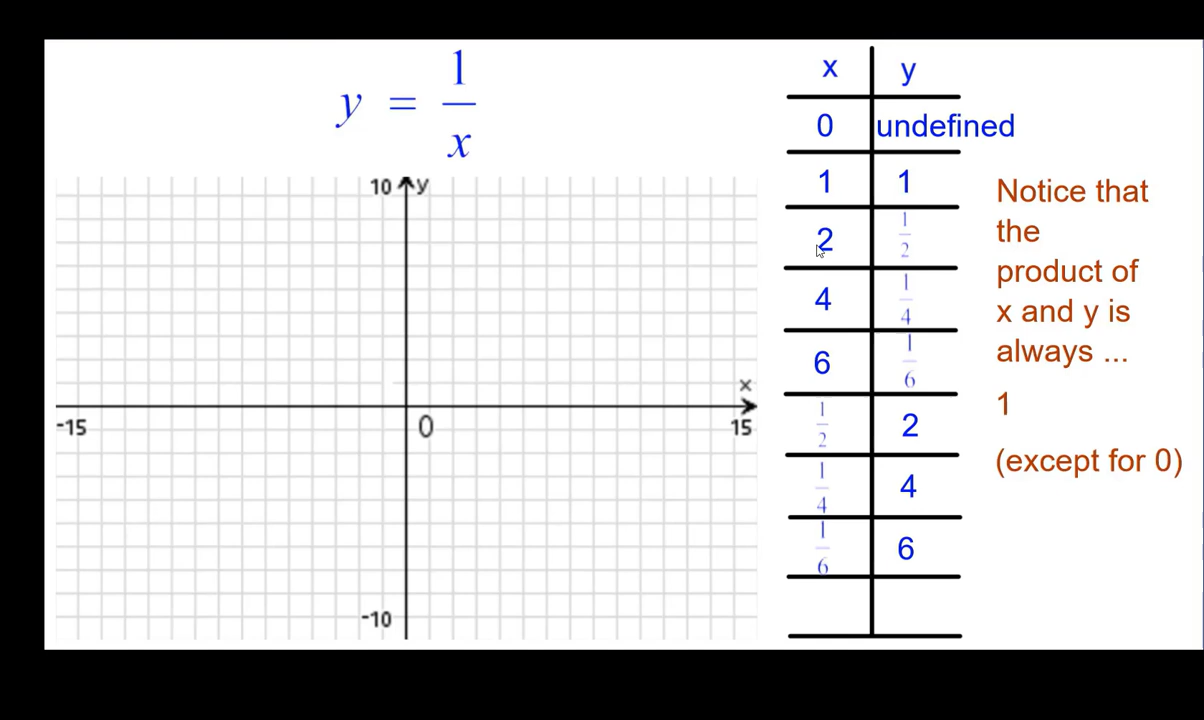 y = 1/x
10 y
x
-15 0 15
-10
x y
0 undefined
1 1
2 1/2
4 1/4
6 1/6
1/2 2
1/4 4
1/6 6
Notice that
the
product of
x and y is
always ...
1
(except for 0)